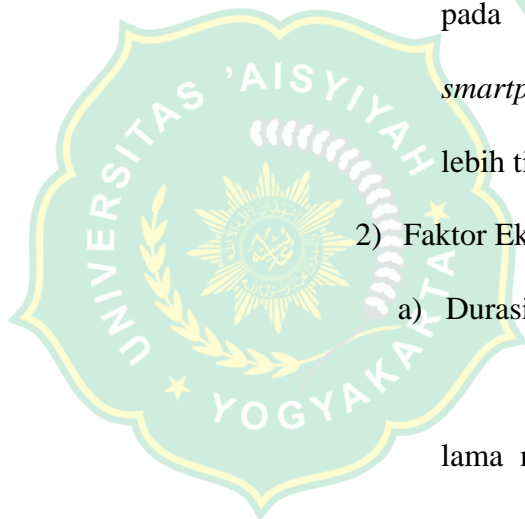 pada
smartp
lebih ti
2) Faktor Ek
a) Durasi
lama
UNIVERSITAS 'AISYIYAH
YOGYAKARTA